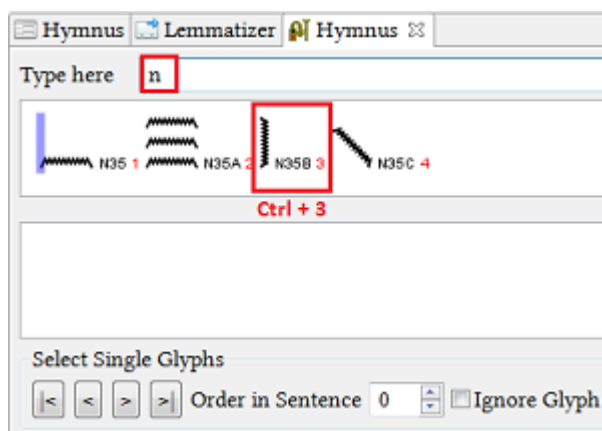 Hymnus Lemmatizer Hymnus
Type here n
N35 1 N35A 2 N35B 3 N35C 4
Ctrl + 3
Select Single Glyphs
|< < > >| Order in Sentence 0 Ignore Glyph